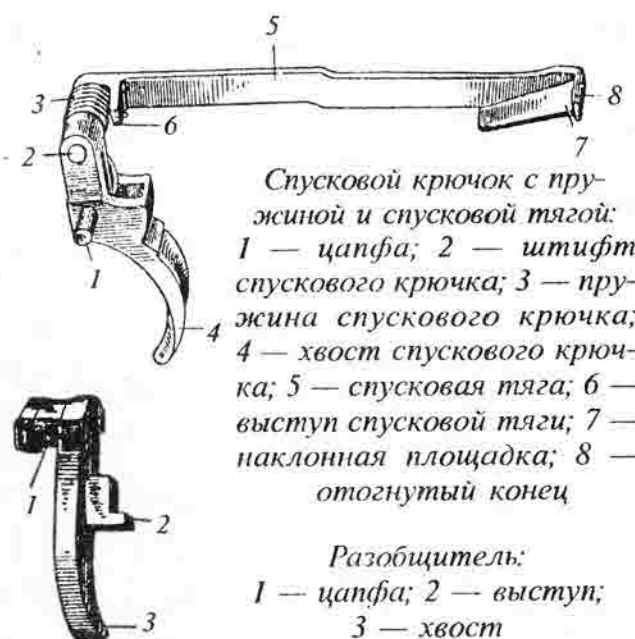 5
3
6
8
2
7
1
4
Спусковой крючок с пру-
жиной и спусковой тягой:
1 — цапфа; 2 — штифт
спускового крючка; 3 — пру-
жина спускового крючка;
4 — хвост спускового крюч-
ка; 5 — спусковая тяга; 6 —
выступ спусковой тяги; 7 —
наклонная площадка; 8 —
отогнутый конец
1
2
3
Разобщитель:
1 — цапфа; 2 — выступ;
3 — хвост